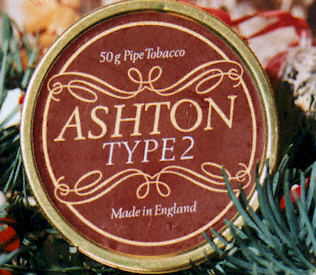 50g Pipe Tobacco
ASHTON
TYPE 2
Made in England